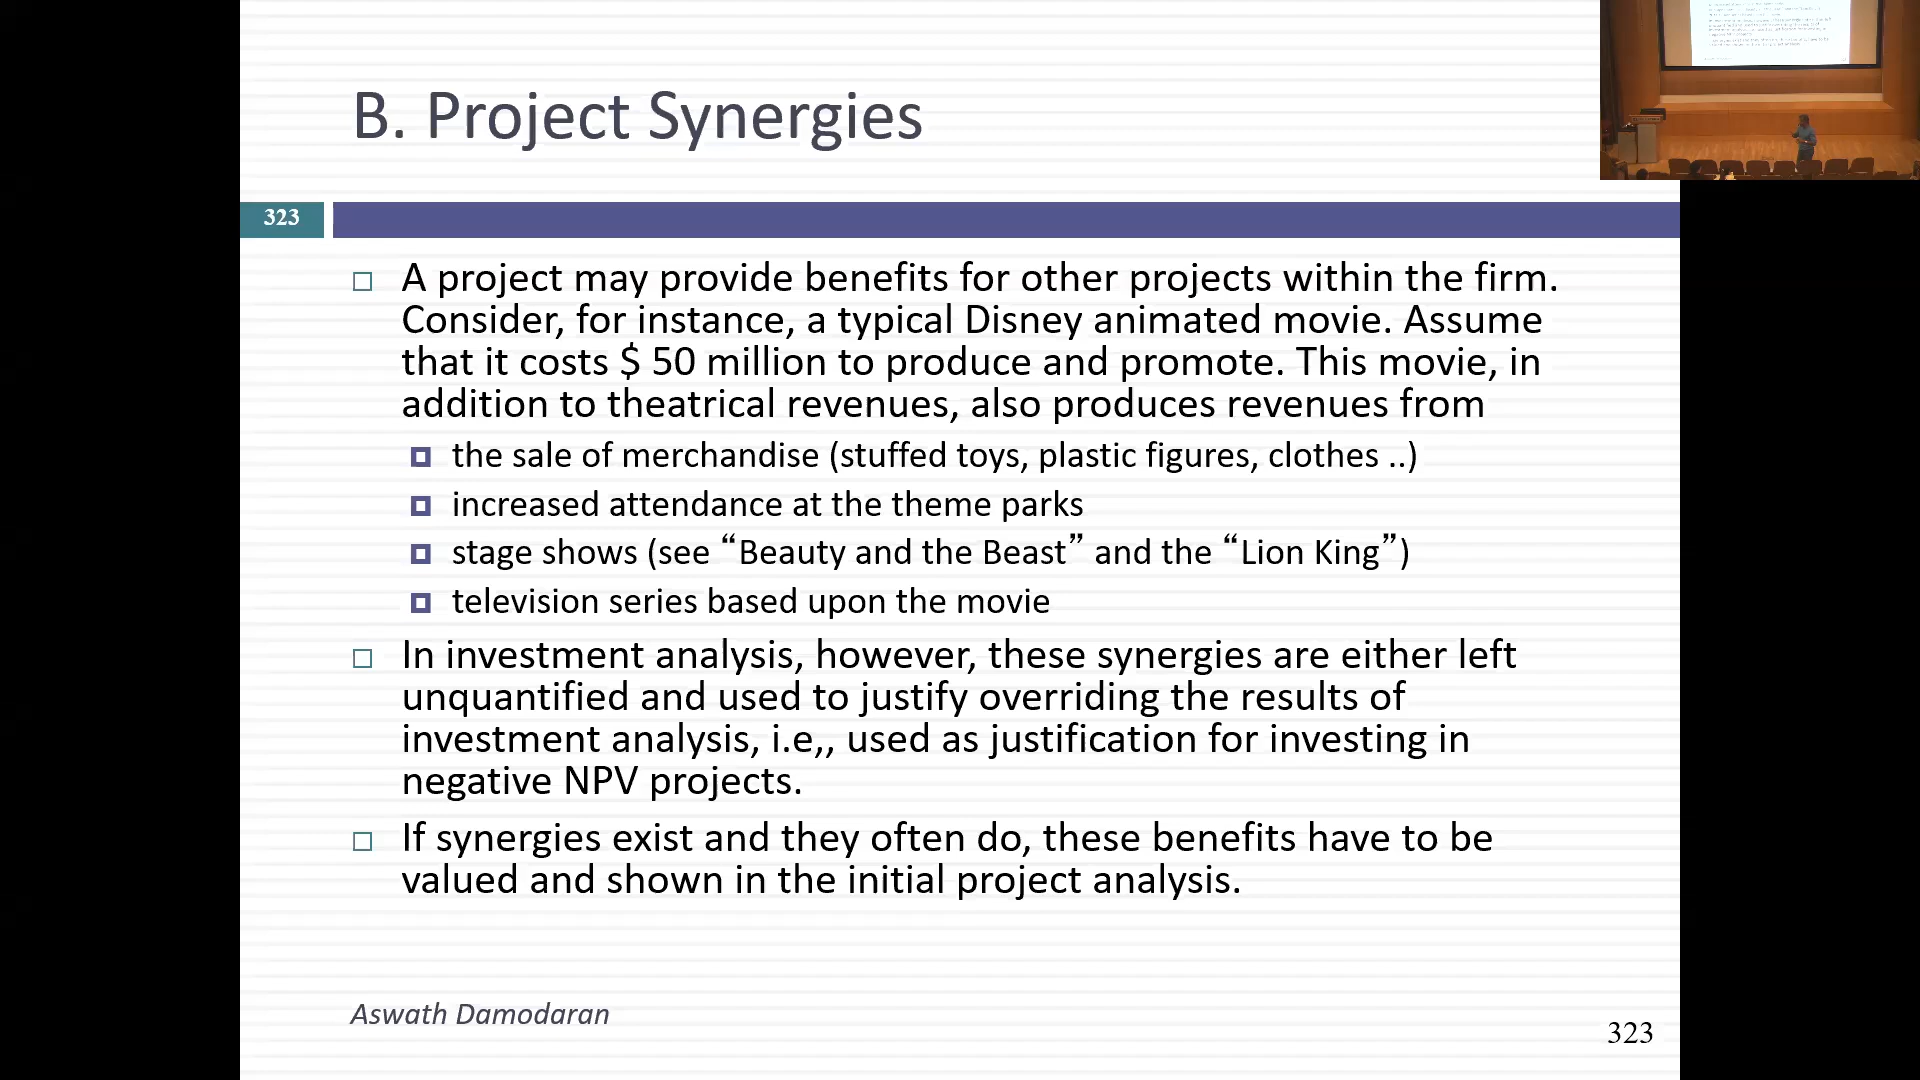 B. Project Synergies
323
A project may provide benefits for other projects within the firm.
Consider, for instance, a typical Disney animated movie. Assume
that it costs $ 50 million to produce and promote. This movie, in
addition to theatrical revenues, also produces revenues from
the sale of merchandise (stuffed toys, plastic figures, clothes ..)
increased attendance at the theme parks
stage shows (see “Beauty and the Beast” and the “Lion King”)
television series based upon the movie
In investment analysis, however, these synergies are either left
unquantified and used to justify overriding the results of
investment analysis, i.e,, used as justification for investing in
negative NPV projects.
If synergies exist and they often do, these benefits have to be
valued and shown in the initial project analysis.
Aswath Damodaran
323